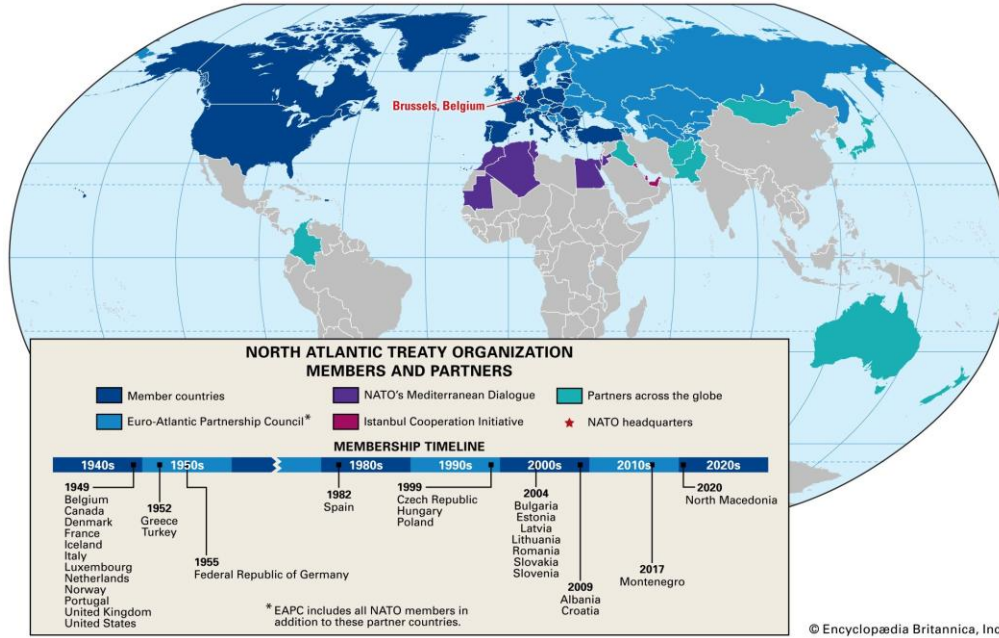 Brussels, Belgium
NORTH ATLANTIC TREATY ORGANIZATION
MEMBERS AND PARTNERS
Member countries
NATO's Mediterranean Dialogue
Partners across the globe
Euro-Atlantic Partnership Council*
Istanbul Cooperation Initiative
NATO headquarters
MEMBERSHIP TIMELINE
1940s
1950s
1980s
1990s
2000s
2010s
2020s
1949
Belgium
Canada
Denmark
France
Iceland
Italy
Luxembourg
Netherlands
Norway
Portugal
United Kingdom
United States
1952
Greece
Turkey
1955
Federal Republic of Germany
1982
Spain
1999
Czech Republic
Hungary
Poland
2004
Bulgaria
Estonia
Latvia
Lithuania
Romania
Slovakia
Slovenia
2009
Albania
Croatia
2017
Montenegro
2020
North Macedonia
* EAPC includes all NATO members in
addition to these partner countries.
© Encyclopædia Britannica, Inc